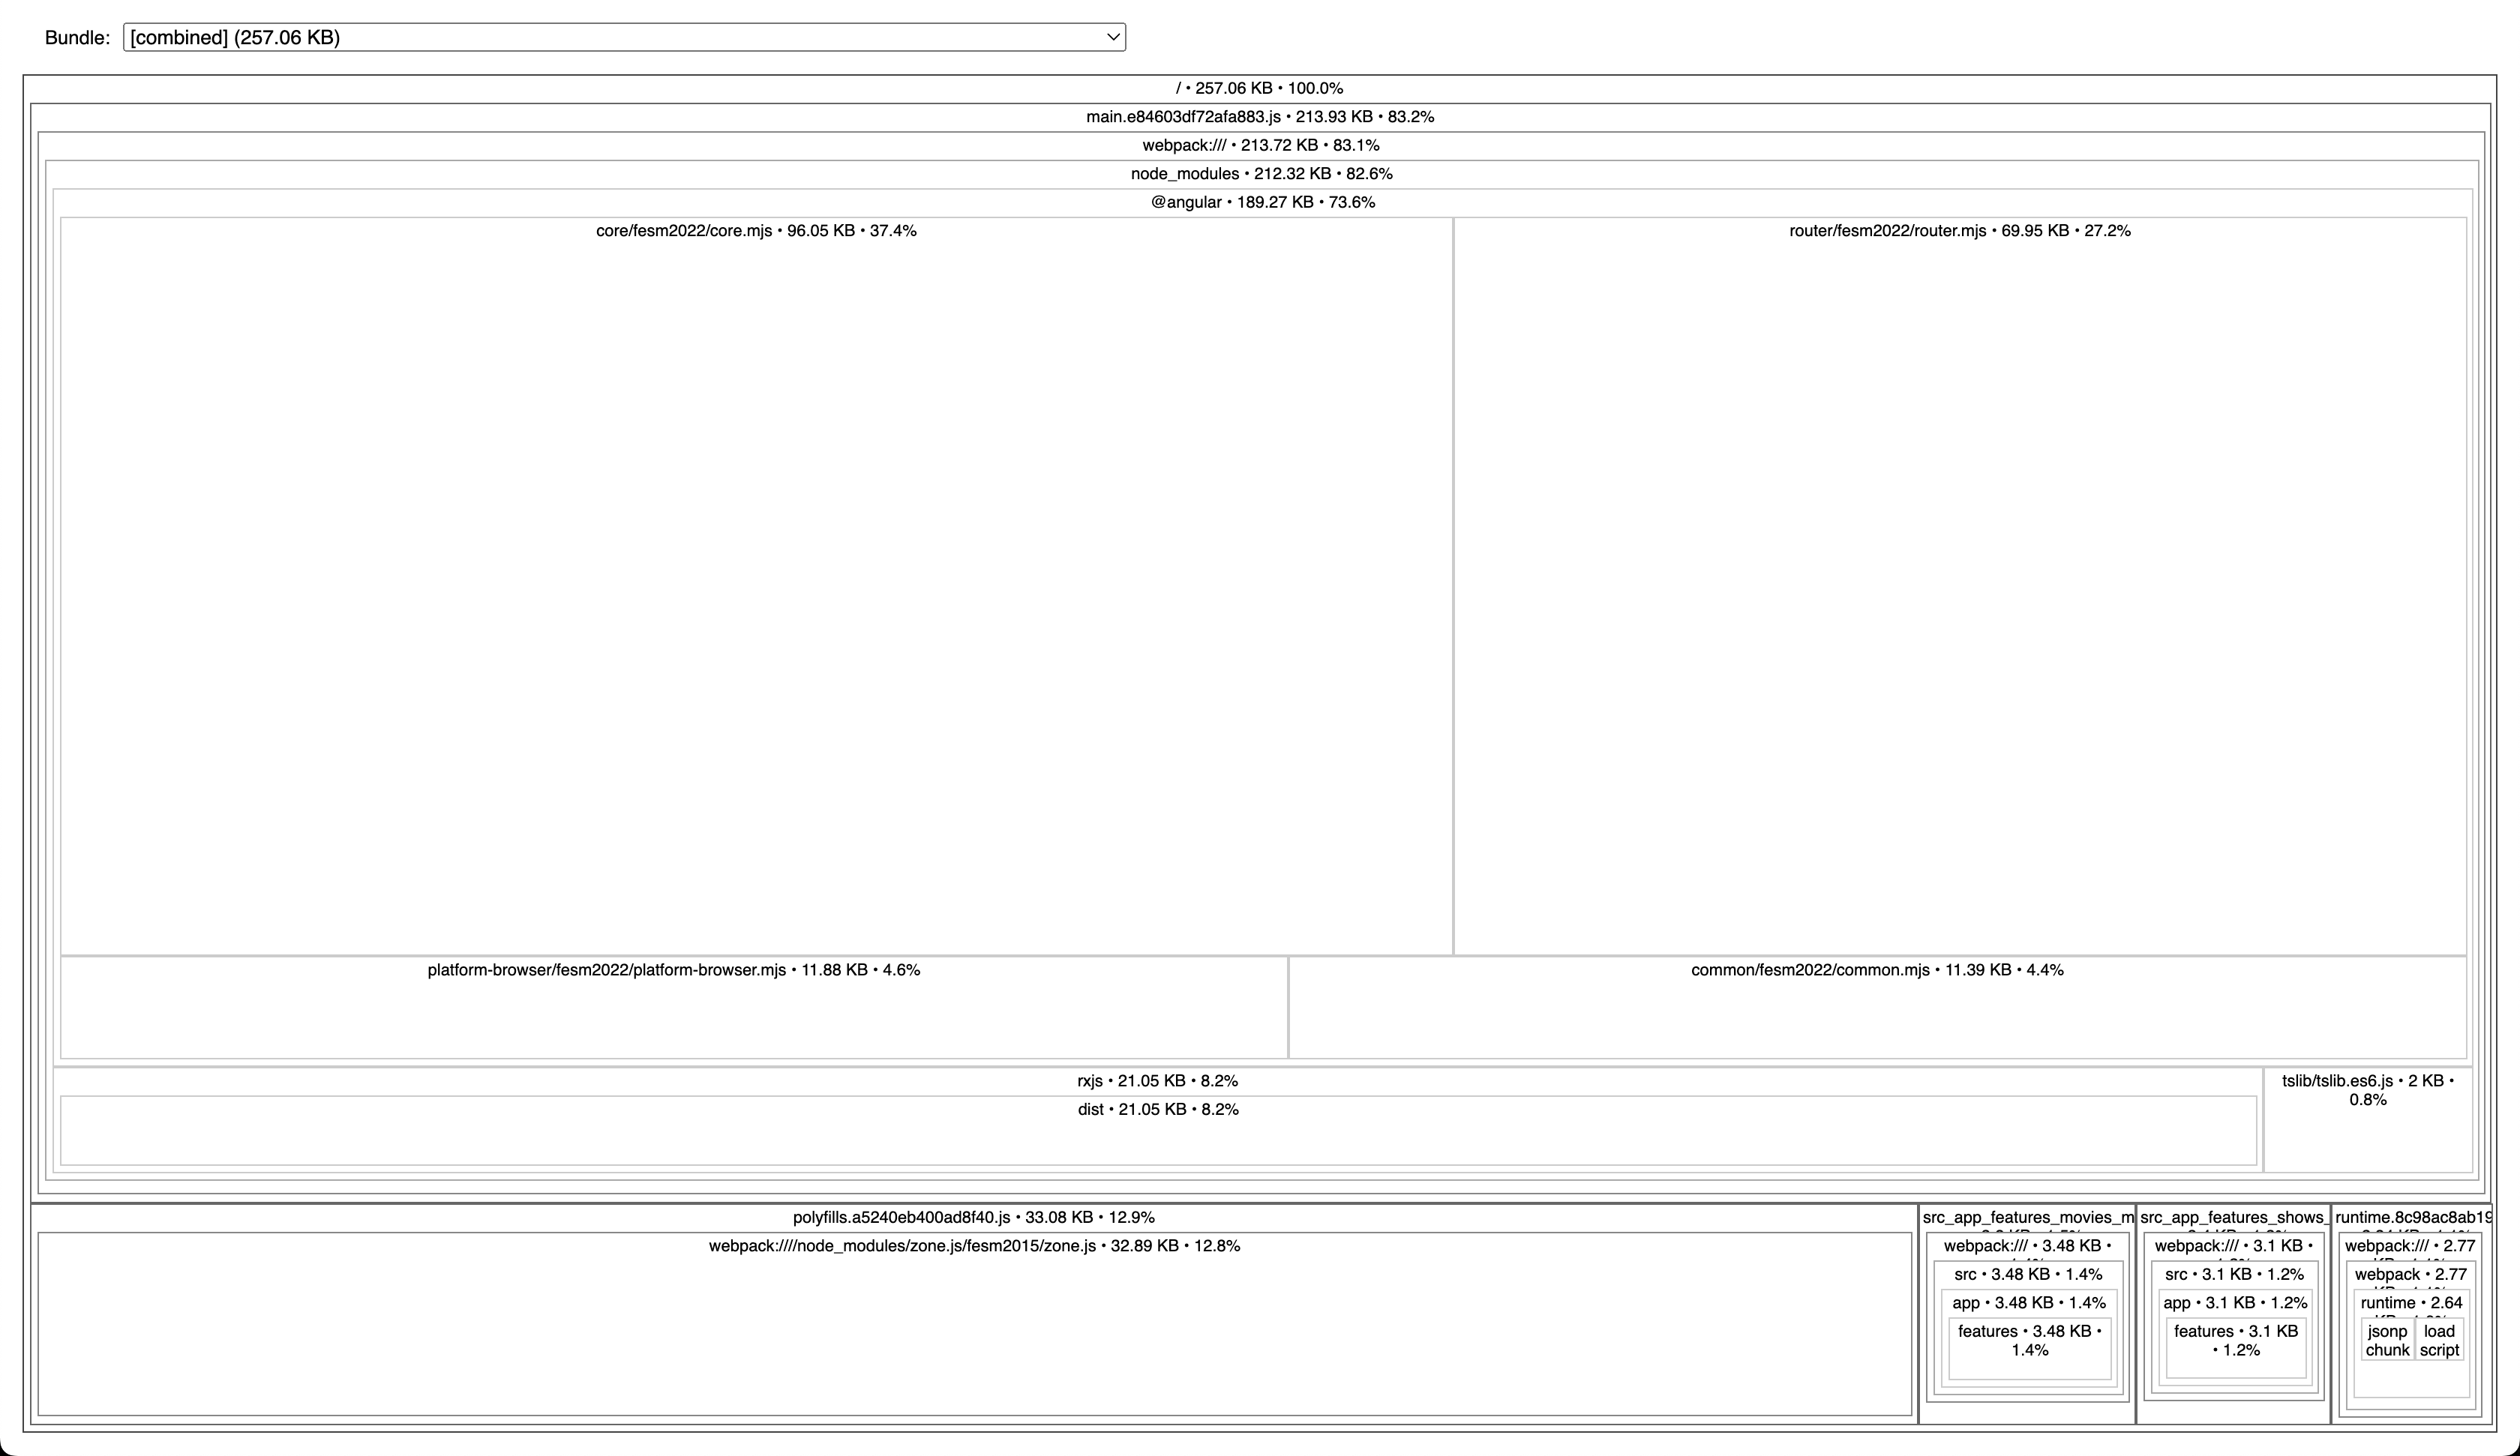 Bundle: [combined] (257.06 KB)
/ • 257.06 KB • 100.0%
main.e84603df72afa883.js • 213.93 KB • 83.2%
webpack:/// • 213.72 KB • 83.1%
node_modules • 212.32 KB • 82.6%
@angular • 189.27 KB • 73.6%
core/fesm2022/core.mjs • 96.05 KB • 37.4%
router/fesm2022/router.mjs • 69.95 KB • 27.2%
platform-browser/fesm2022/platform-browser.mjs • 11.88 KB • 4.6%
common/fesm2022/common.mjs • 11.39 KB • 4.4%
rxjs • 21.05 KB • 8.2%
dist • 21.05 KB • 8.2%
tslib/tslib.es6.js • 2 KB •
0.8%
polyfills.a5240eb400ad8f40.js • 33.08 KB • 12.9%
webpack:////node_modules/zone.js/fesm2015/zone.js • 32.89 KB • 12.8%
src_app_features_movies_m
webpack:/// • 3.48 KB •
src • 3.48 KB • 1.4%
app • 3.48 KB • 1.4%
features • 3.48 KB •
1.4%
src_app_features_shows_
webpack:/// • 3.1 KB •
src • 3.1 KB • 1.2%
app • 3.1 KB • 1.2%
features • 3.1 KB
• 1.2%
runtime.8c98ac8ab19
webpack:/// • 2.77
webpack • 2.77
runtime • 2.64
jsonp
chunk
load
script